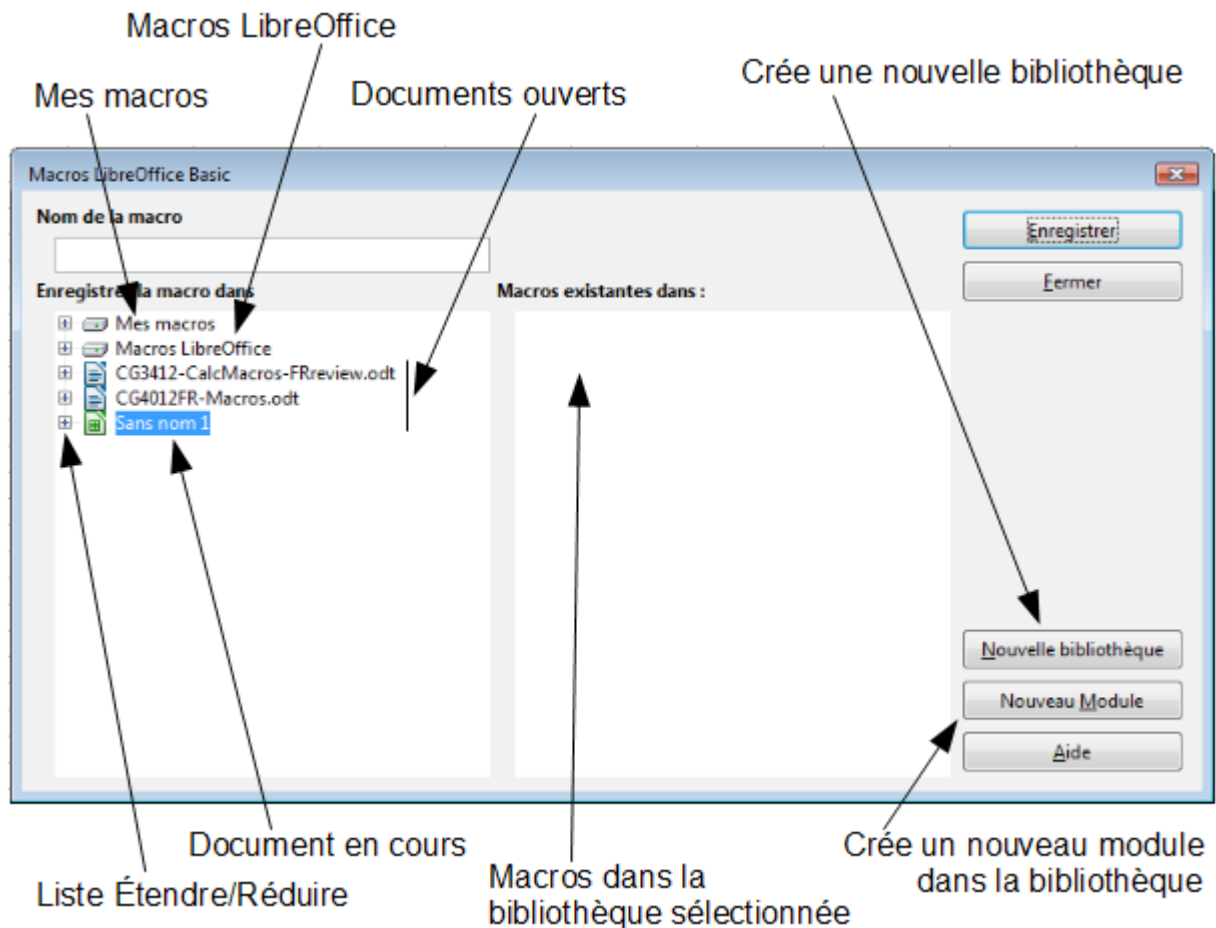 Macros LibreOffice
Crée une nouvelle bibliothèque
Mes macros
Documents ouverts
Macros LibreOffice Basic
Nom de la macro
Enregistrer
Fermer
Enregistrer la macro dans
Macros existantes dans :
Mes macros
Macros LibreOffice
CG3412-CalcMacros-FRreview.odt
CG4012FR-Macros.odt
Sans nom 1
Nouvelle bibliothèque
Nouveau Module
Aide
Document en cours
Crée un nouveau module
dans la bibliothèque
Liste Étendre/Réduire
Macros dans la
bibliothèque sélectionnée